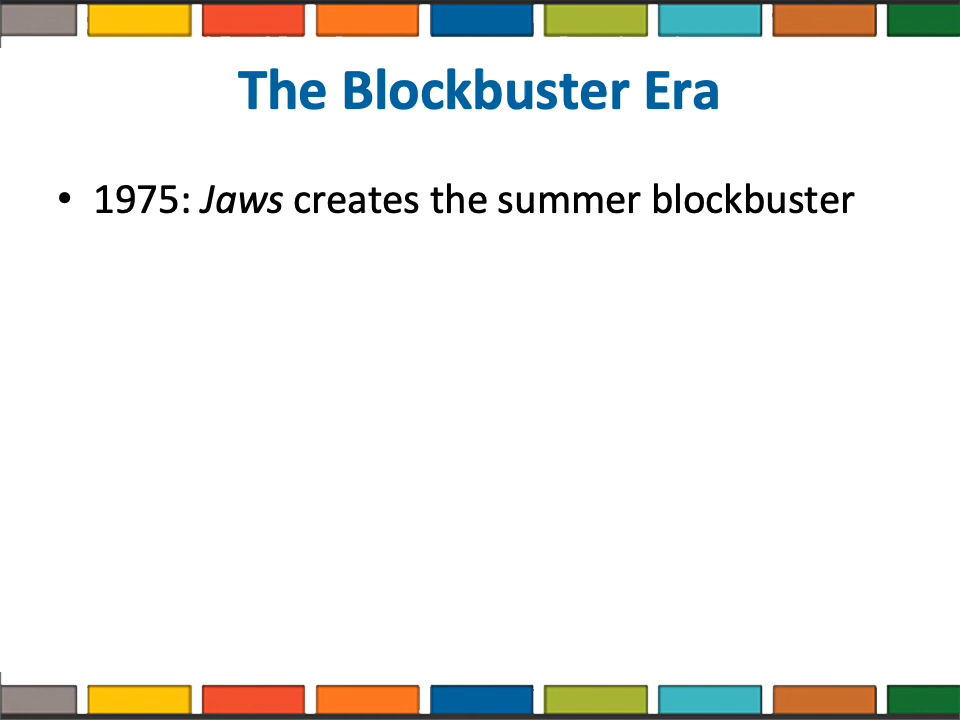 The Blockbuster Era
• 1975: Jaws creates the summer blockbuster